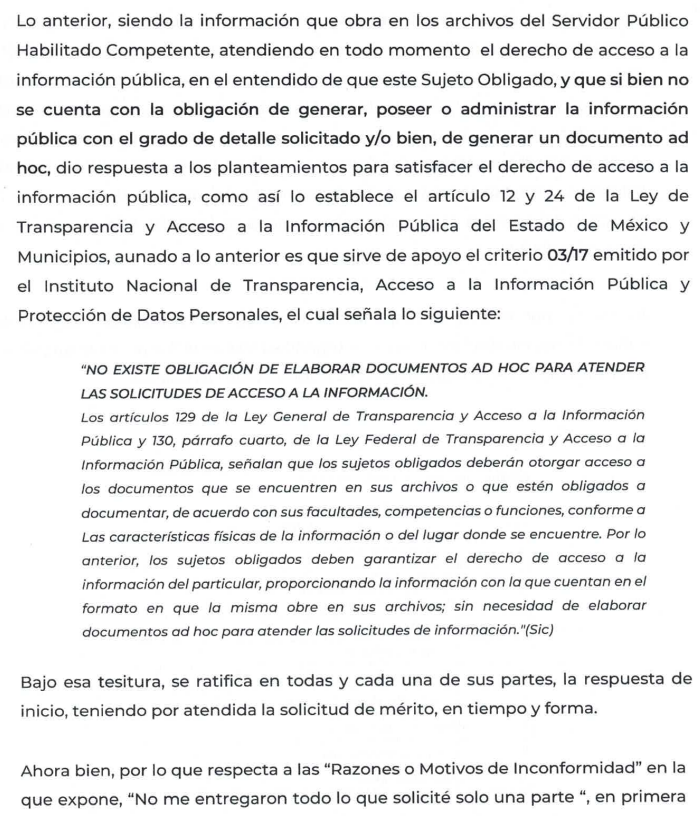 Lo anterior, siendo la información que obra en los archivos del Servidor Público
Habilitado Competente, atendiendo en todo momento el derecho de acceso a la
información pública, en el entendido de que este Sujeto Obligado, y que si bien no
se cuenta con la obligación de generar, poseer o administrar la información
pública con el grado de detalle solicitado y/o bien, de generar un documento ad
hoc, dio respuesta a los planteamientos para satisfacer el derecho de acceso a la
información pública, como así lo establece el artículo 12 y 24 de la Ley de
Transparencia y Acceso a la Información Pública del Estado de México y
Municipios, aunado a lo anterior es que sirve de apoyo el criterio 03/17 emitido por
el Instituto Nacional de Transparencia, Acceso a la Información Pública y
Protección de Datos Personales, el cual señala lo siguiente:
"NO EXISTE OBLIGACIÓN DE ELABORAR DOCUMENTOS AD HOC PARA ATENDER
LAS SOLICITUDES DE ACCESO A LA INFORMACIÓN.
Los artículos 129 de la Ley General de Transparencia y Acceso a la Información
Pública y 130, párrafo cuarto, de la Ley Federal de Transparencia y Acceso a la
Información Pública, señalan que los sujetos obligados deberán otorgar acceso a
los documentos que se encuentren en sus archivos o que estén obligados a
documentar, de acuerdo con sus facultades, competencias o funciones, conforme a
Las características físicas de la información o del lugar donde se encuentre. Por lo
anterior, los sujetos obligados deben garantizar el derecho de acceso a la
información del particular, proporcionando la información con la que cuentan en el
formato en que la misma obre en sus archivos; sin necesidad de elaborar
documentos ad hoc para atender las solicitudes de información."(Sic)
Bajo esa tesitura, se ratifica en todas y cada una de sus partes, la respuesta de
inicio, teniendo por atendida la solicitud de mérito, en tiempo y forma.
Ahora bien, por lo que respecta a las "Razones o Motivos de Inconformidad" en la
que expone, "No me entregaron todo lo que solicité solo una parte ", en primera